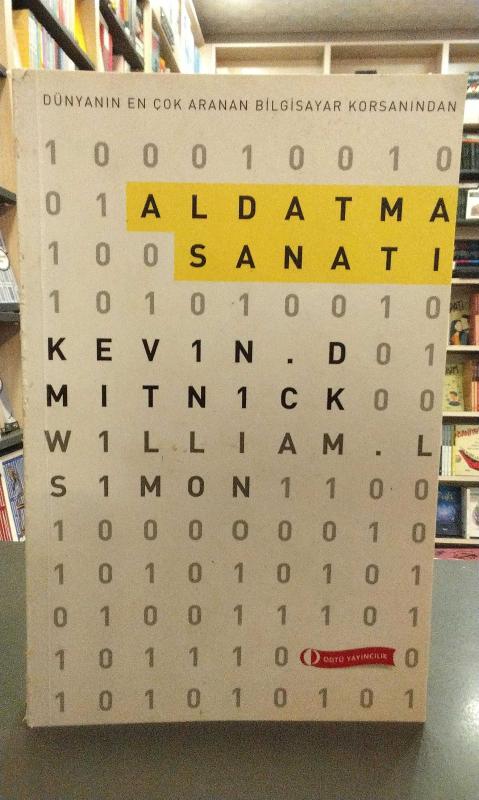 DÜNYANIN EN ÇOK ARANAN BİLGİSAYAR KORSANINDAN
1 0 0 0 1 0 0 1 0
0 1 A L D A T M A
1 0 0 S A N A T I
1 0 1 0 1 0 0 1 0
K E V 1 N . D 0 1
M I T N 1 C K 0 0
W 1 L L I A M . L
S 1 M O N 1 1 0 0
1 0 0 0 0 0 0 1 0
1 0 1 0 1 0 1 0 1
0 1 0 0 1 1 1 0 1
1 0 1 1 1 0 ODTÜ YAYINCILIK 0
1 0 1 0 1 0 1 0 1